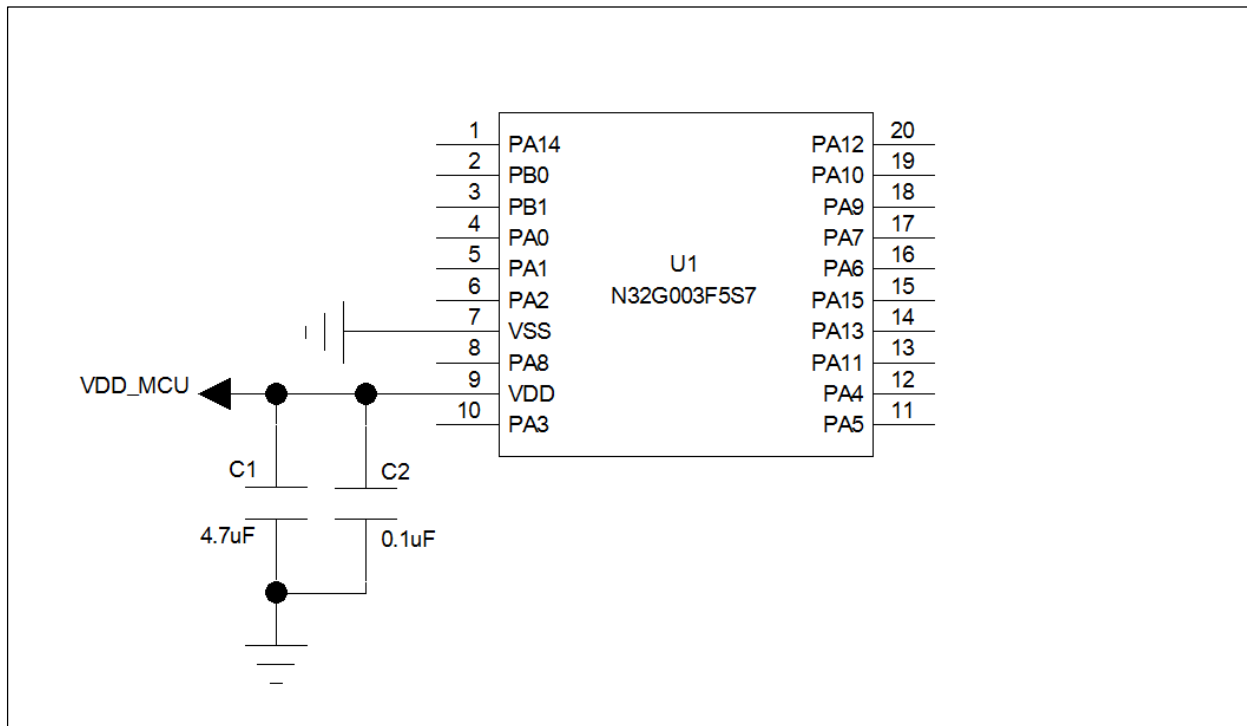 1 PA14 PA12 20
2 PB0 PA10 19
3 PB1 PA9 18
4 PA0 PA7 17
5 PA1 U1 PA6 16
6 PA2 N32G003F5S7 PA15 15
7 VSS PA13 14
8 PA8 PA11 13
VDD_MCU 9 VDD PA4 12
10 PA3 PA5 11
C1 C2
4.7uF 0.1uF